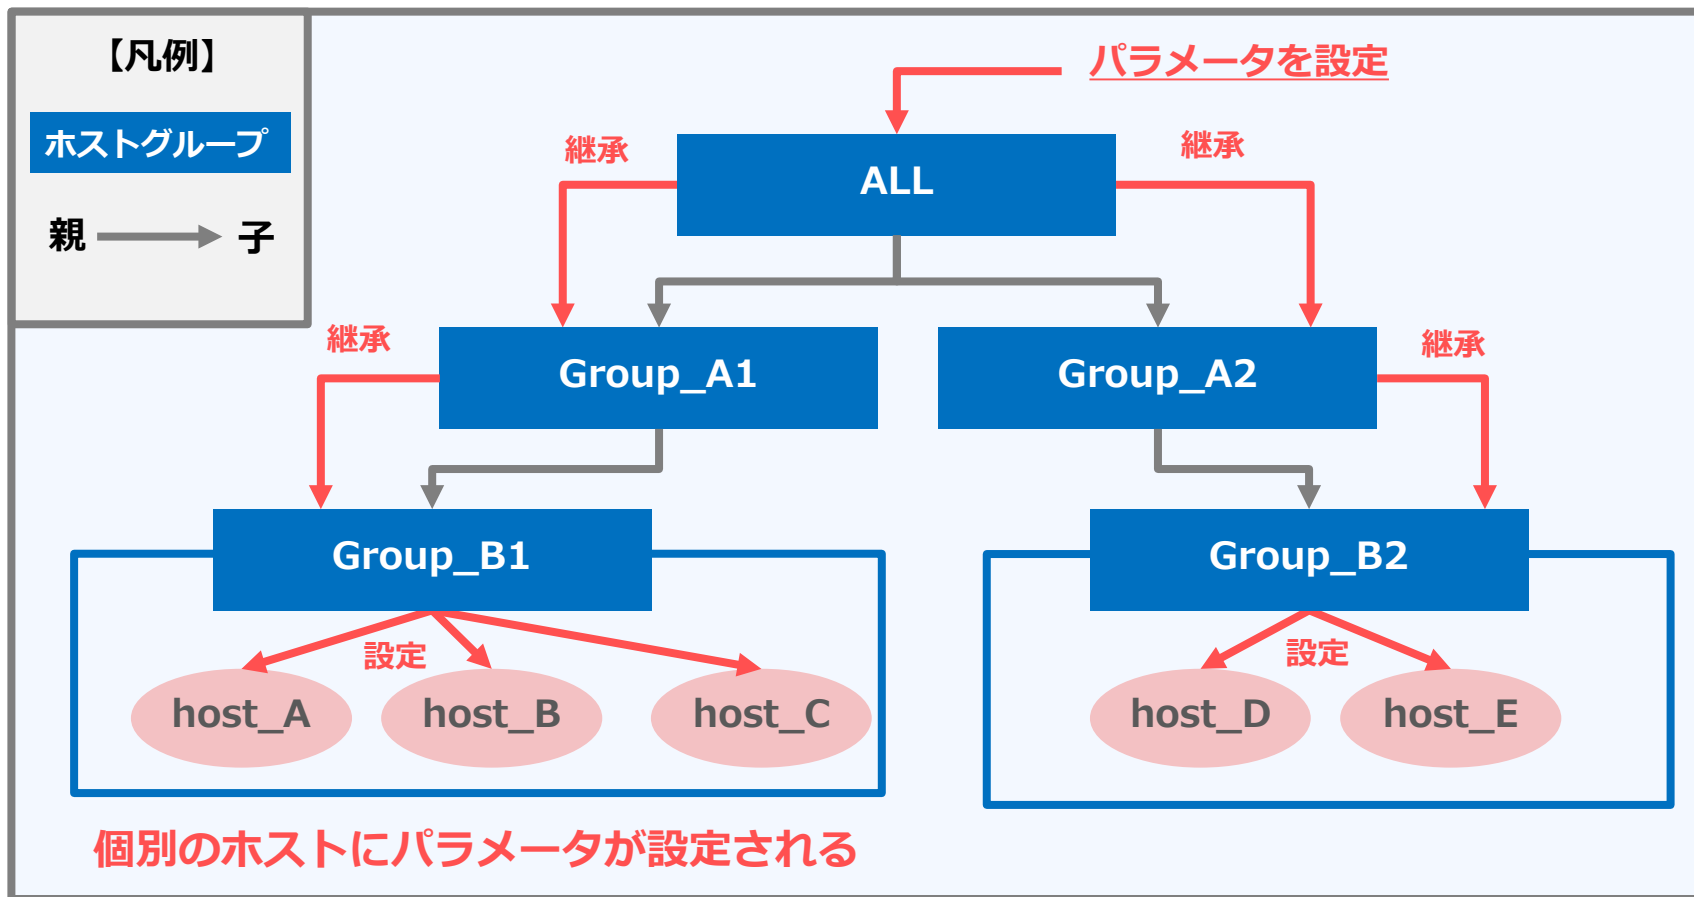 【凡例】
ホストグループ
親 子
パラメータを設定
継承
継承
ALL
継承
継承
Group_A1
Group_A2
Group_B1
Group_B2
設定
設定
host_A
host_B
host_C
host_D
host_E
個別のホストにパラメータが設定される